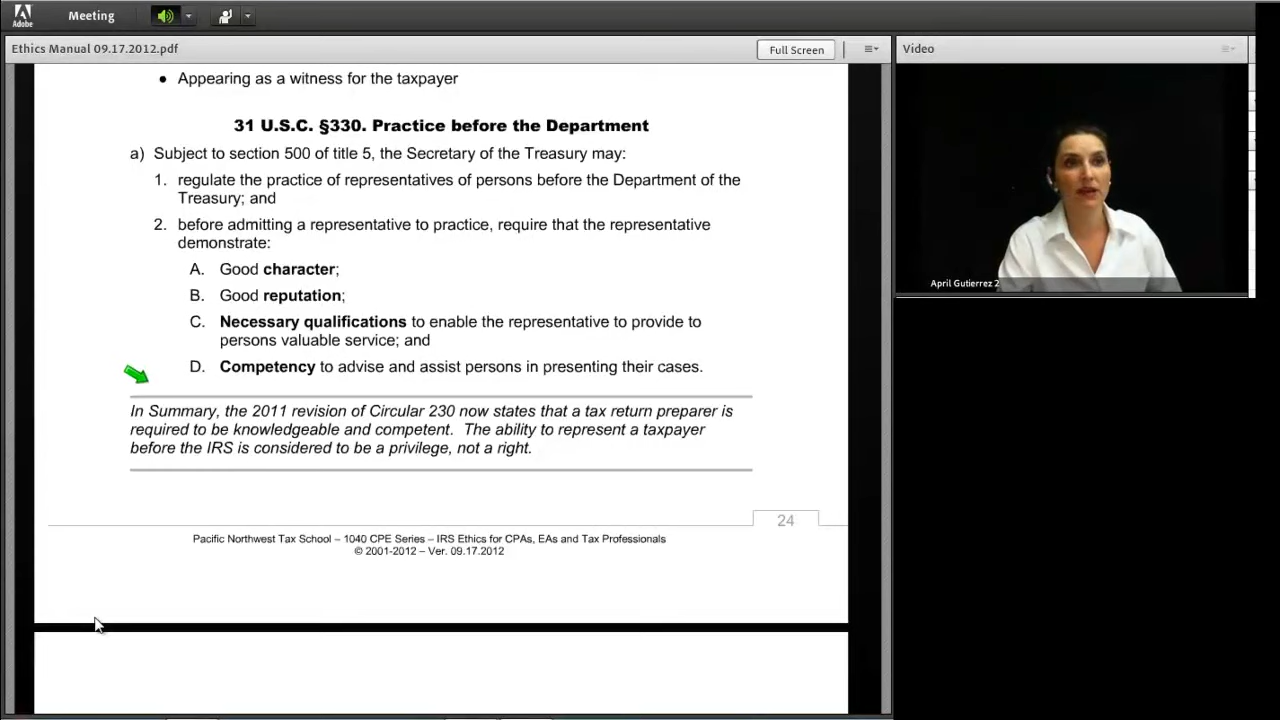 Adobe
Meeting
Ethics Manual 09.17.2012.pdf
Full Screen
Video
• Appearing as a witness for the taxpayer
31 U.S.C. §330. Practice before the Department
a) Subject to section 500 of title 5, the Secretary of the Treasury may:
1. regulate the practice of representatives of persons before the Department of the
Treasury; and
2. before admitting a representative to practice, require that the representative
demonstrate:
A. Good character;
B. Good reputation;
C. Necessary qualifications to enable the representative to provide to
persons valuable service; and
D. Competency to advise and assist persons in presenting their cases.
In Summary, the 2011 revision of Circular 230 now states that a tax return preparer is
required to be knowledgeable and competent. The ability to represent a taxpayer
before the IRS is considered to be a privilege, not a right.
24
Pacific Northwest Tax School – 1040 CPE Series – IRS Ethics for CPAs, EAs and Tax Professionals
© 2001-2012 – Ver. 09.17.2012
April Gutierrez 2